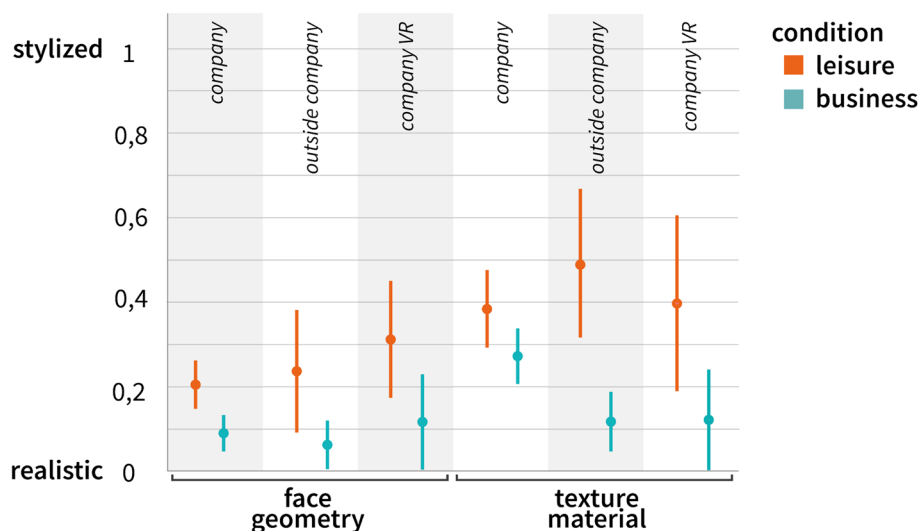 stylized
1
0,8
0,6
0,4
0,2
0
realistic
company
outside company
company VR
company
outside company
company VR
condition
leisure
business
face
geometry
texture
material